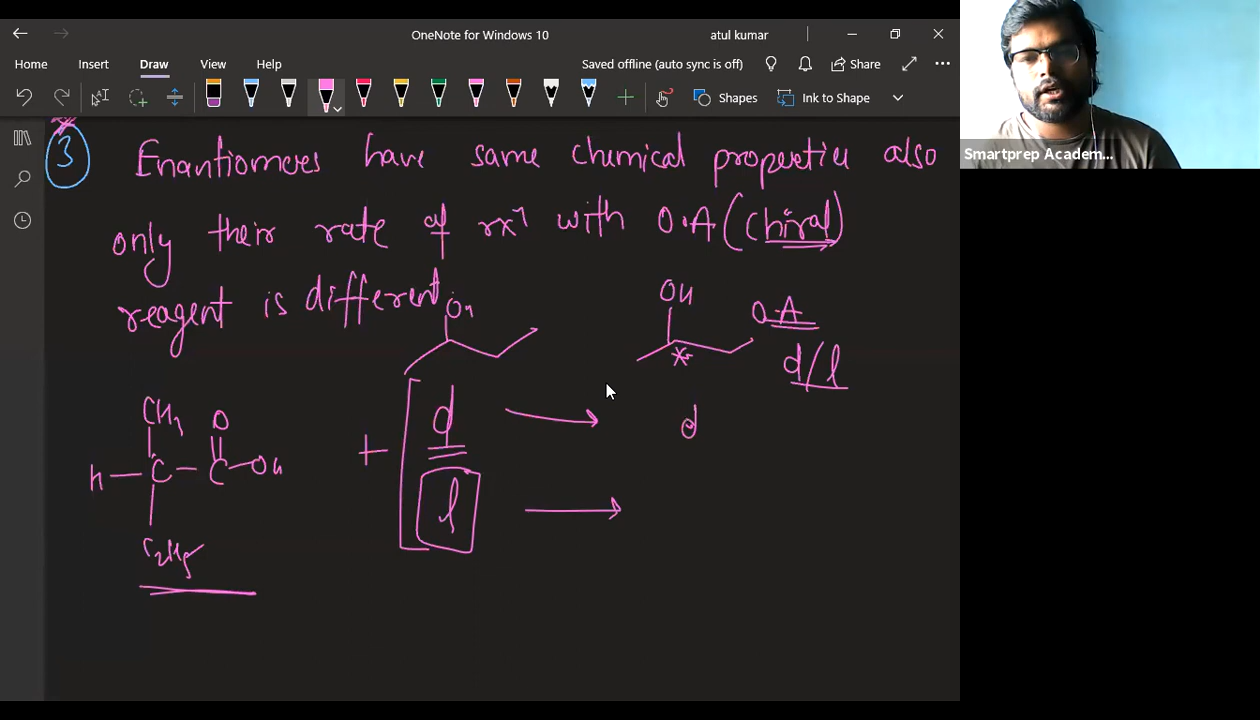 OneNote for Windows 10
atul kumar
Home Insert Draw View Help
Saved offline (auto sync is off)
Share
Shapes
Ink to Shape
Smartprep Academ...
3 Enantiomers have same chemical properties also
only their rate of rxn with O.A (chiral)
reagent is different.
OH
OH
O.A
*
d/l
CH3
O
H C C OH
+
d
d
l
C2H5